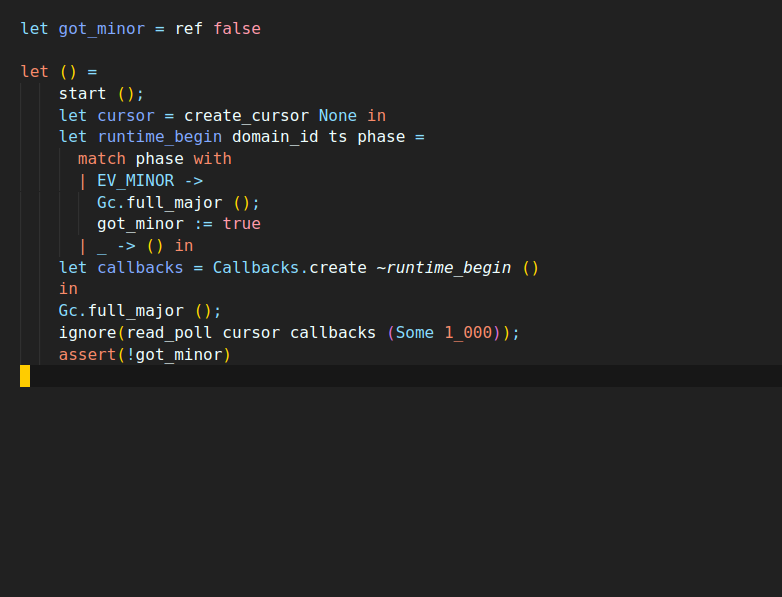 let got_minor = ref false

let () =
    start ();
    let cursor = create_cursor None in
    let runtime_begin domain_id ts phase =
      match phase with
      | EV_MINOR ->
        Gc.full_major ();
        got_minor := true
      | _ -> () in
    let callbacks = Callbacks.create ~runtime_begin ()
    in
    Gc.full_major ();
    ignore(read_poll cursor callbacks (Some 1_000));
    assert(!got_minor)